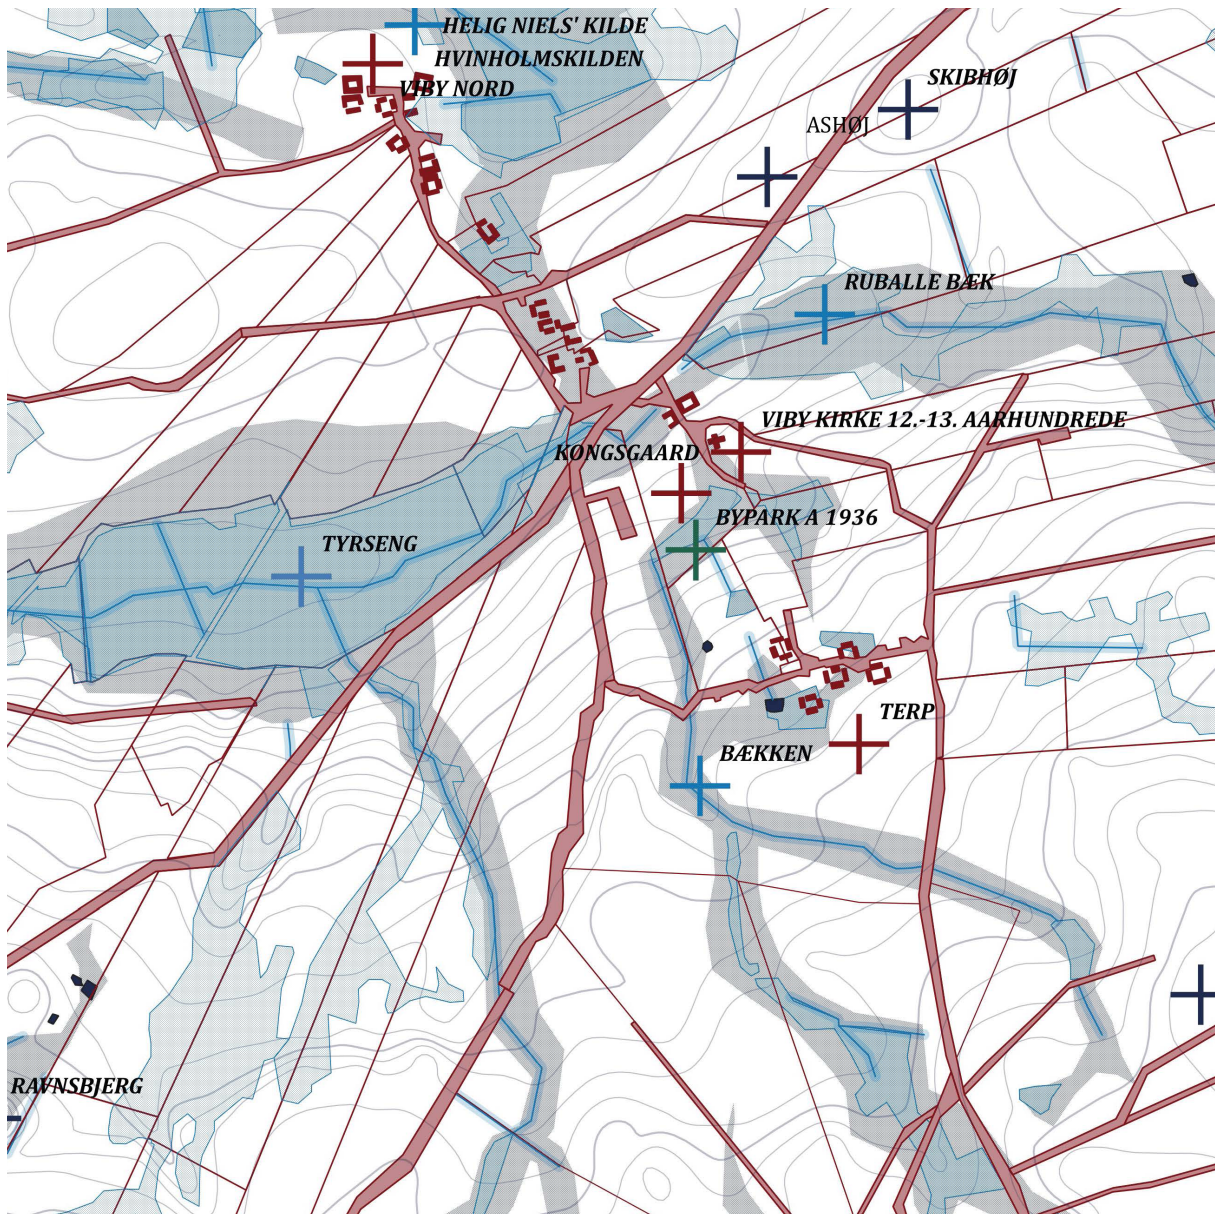 HELIG NIELS' KILDE
HVINHOLMSKILDEN
VIBY NORD
SKIBHØJ
ASHØJ
RUBALLE BÆK
VIBY KIRKE 12.-13. AARHUNDREDE
KONGSGAARD
BYPARK A 1936
TYRSENG
TERP
BÆKKEN
RAVNSBJERG